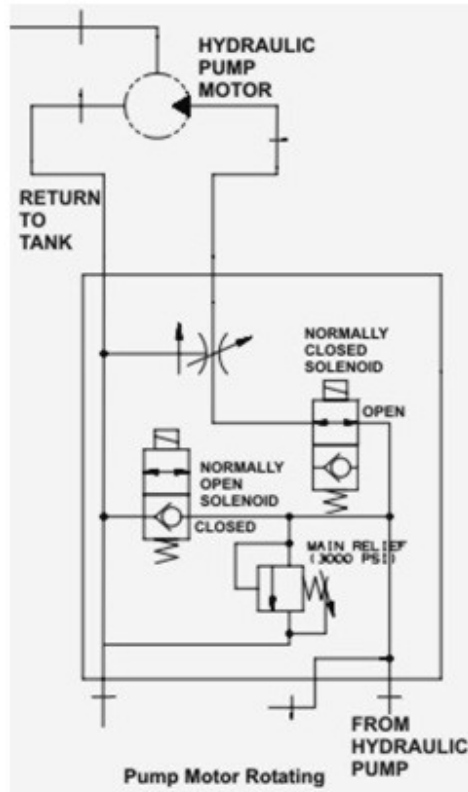 HYDRAULIC
PUMP
MOTOR
RETURN
TO
TANK
NORMALLY
CLOSED
SOLENOID
OPEN
NORMALLY
OPEN
SOLENOID
CLOSED
MAIN RELIEF
(3000 PSI)
FROM
HYDRAULIC
PUMP
Pump Motor Rotating